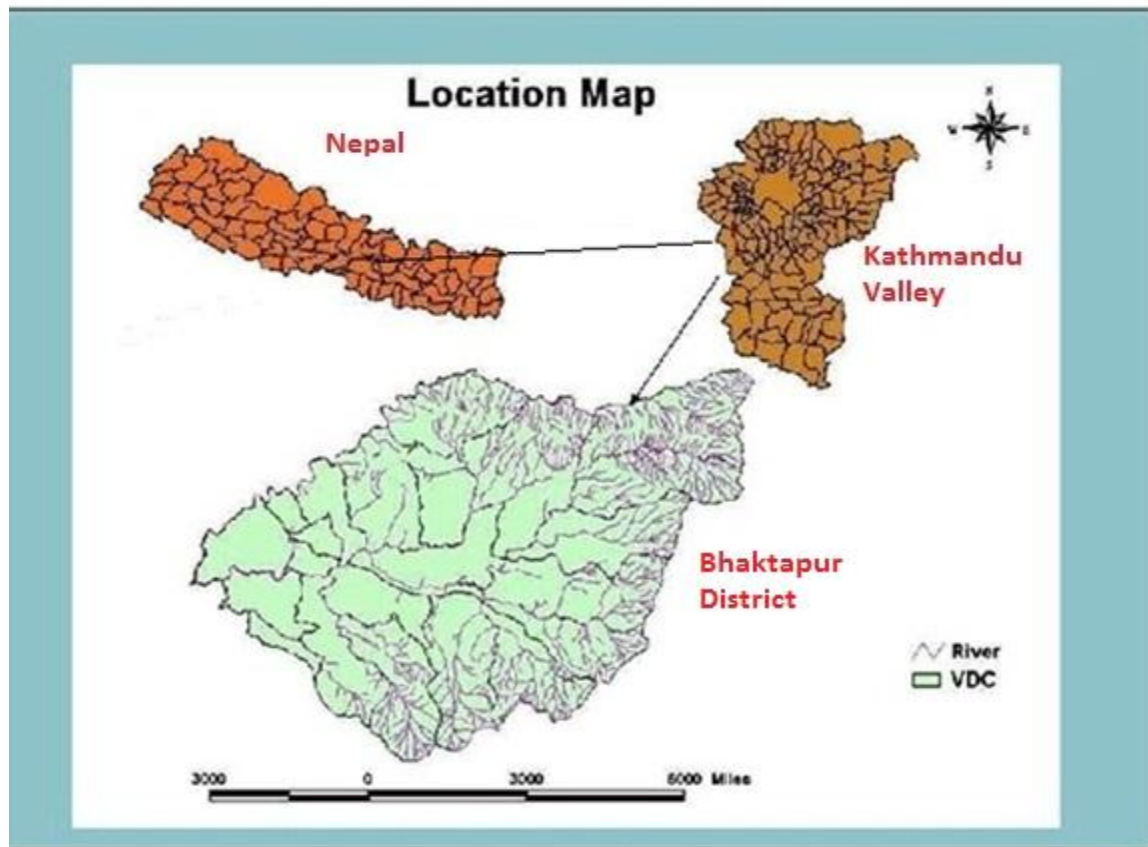 Location Map
Nepal
N
W E
S
Kathmandu
Valley
Bhaktapur
District
River
VDC
3000 0 3000 6000 Miles